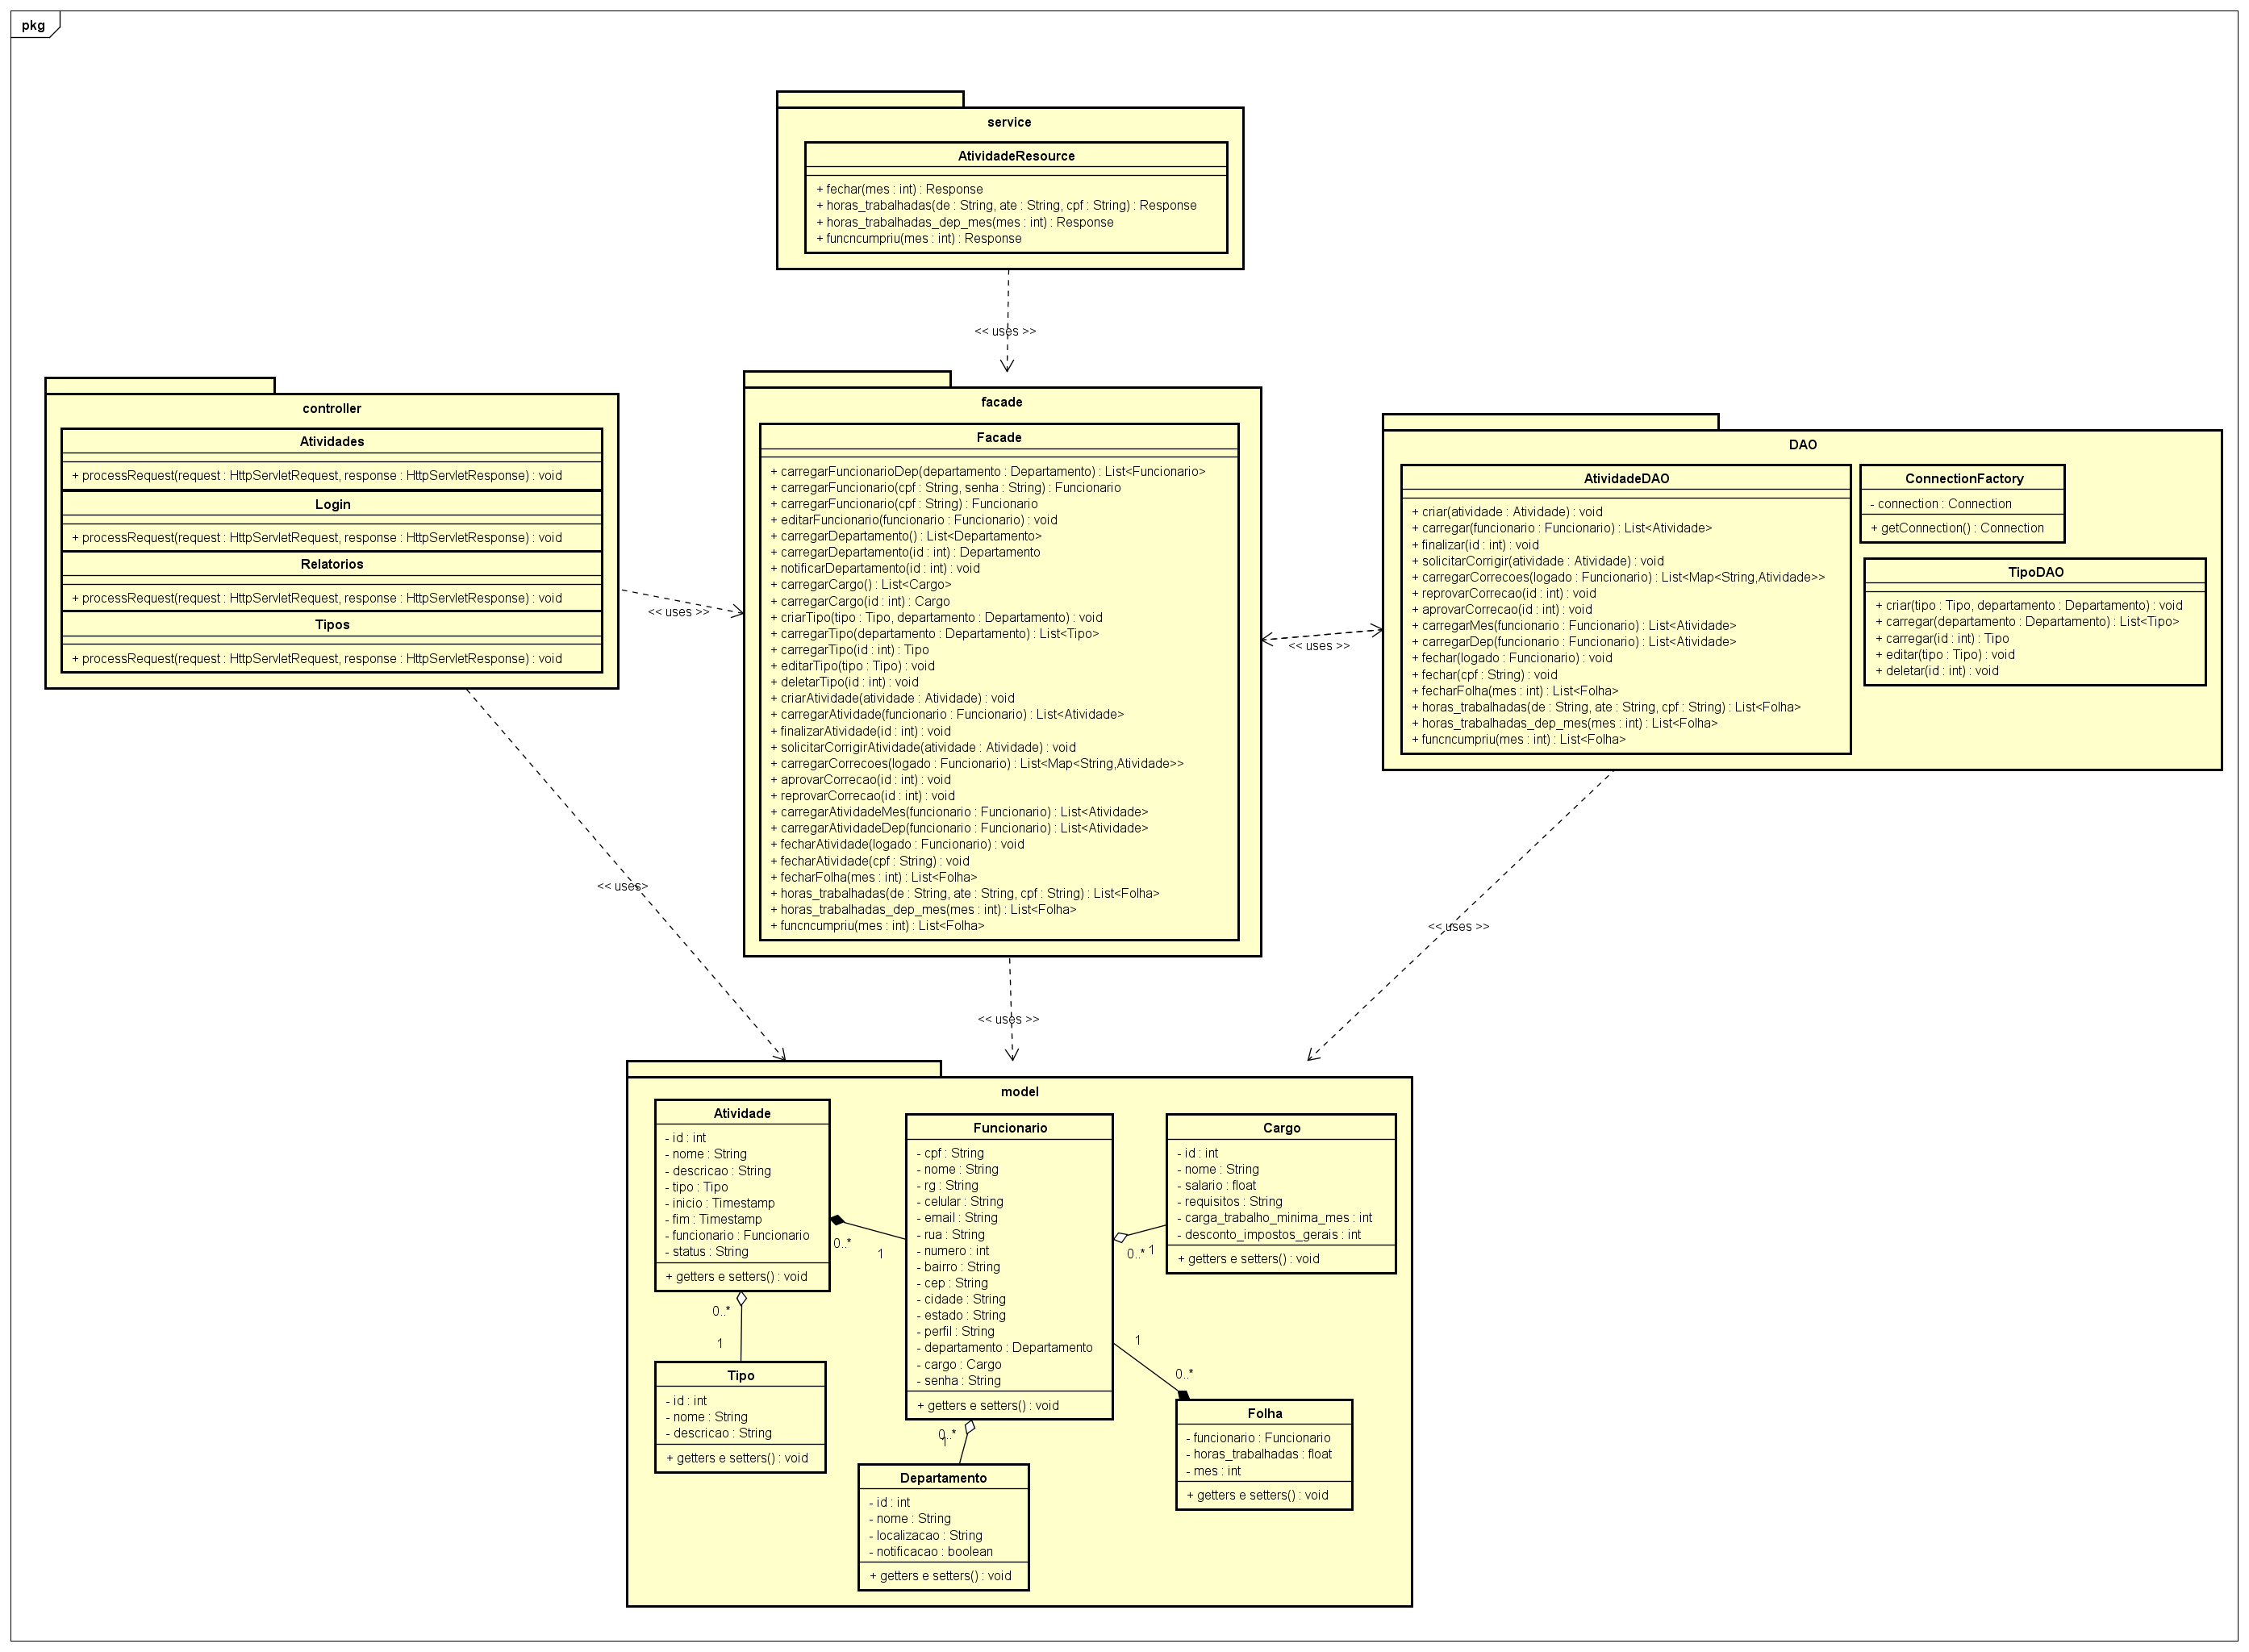 pkg
service
AtividadeResource
+ fechar(mes : int) : Response
+ horas_trabalhadas(de : String, ate : String, cpf : String) : Response
+ horas_trabalhadas_dep_mes(mes : int) : Response
+ funcncumpriu(mes : int) : Response
<< uses >>
controller
Atividades
+ processRequest(request : HttpServletRequest, response : HttpServletResponse) : void
Login
+ processRequest(request : HttpServletRequest, response : HttpServletResponse) : void
Relatorios
+ processRequest(request : HttpServletRequest, response : HttpServletResponse) : void
Tipos
+ processRequest(request : HttpServletRequest, response : HttpServletResponse) : void
<< uses >>
facade
Facade
+ carregarFuncionarioDep(departamento : Departamento) : List<Funcionario>
+ carregarFuncionario(cpf : String, senha : String) : Funcionario
+ carregarFuncionario(cpf : String) : Funcionario
+ editarFuncionario(funcionario : Funcionario) : void
+ carregarDepartamento() : List<Departamento>
+ carregarDepartamento(id : int) : Departamento
+ notificarDepartamento(id : int) : void
+ carregarCargo() : List<Cargo>
+ carregarCargo(id : int) : Cargo
+ criarTipo(tipo : Tipo, departamento : Departamento) : void
+ carregarTipo(departamento : Departamento) : List<Tipo>
+ carregarTipo(id : int) : Tipo
+ editarTipo(tipo : Tipo) : void
+ deletarTipo(id : int) : void
+ criarAtividade(atividade : Atividade) : void
+ carregarAtividade(funcionario : Funcionario) : List<Atividade>
+ finalizarAtividade(id : int) : void
+ solicitarCorrigirAtividade(atividade : Atividade) : void
+ carregarCorrecoes(logado : Funcionario) : List<Map<String,Atividade>>
+ aprovarCorrecao(id : int) : void
+ reprovarCorrecao(id : int) : void
+ carregarAtividadeMes(funcionario : Funcionario) : List<Atividade>
+ carregarAtividadeDep(funcionario : Funcionario) : List<Atividade>
+ fecharAtividade(logado : Funcionario) : void
+ fecharAtividade(cpf : String) : void
+ fecharFolha(mes : int) : List<Folha>
+ horas_trabalhadas(de : String, ate : String, cpf : String) : List<Folha>
+ horas_trabalhadas_dep_mes(mes : int) : List<Folha>
+ funcncumpriu(mes : int) : List<Folha>
<< uses >>
DAO
AtividadeDAO
+ criar(atividade : Atividade) : void
+ carregar(funcionario : Funcionario) : List<Atividade>
+ finalizar(id : int) : void
+ solicitarCorrigir(atividade : Atividade) : void
+ carregarCorrecoes(logado : Funcionario) : List<Map<String,Atividade>>
+ reprovarCorrecao(id : int) : void
+ aprovarCorrecao(id : int) : void
+ carregarMes(funcionario : Funcionario) : List<Atividade>
+ carregarDep(funcionario : Funcionario) : List<Atividade>
+ fechar(logado : Funcionario) : void
+ fechar(cpf : String) : void
+ fecharFolha(mes : int) : List<Folha>
+ horas_trabalhadas(de : String, ate : String, cpf : String) : List<Folha>
+ horas_trabalhadas_dep_mes(mes : int) : List<Folha>
+ funcncumpriu(mes : int) : List<Folha>
ConnectionFactory
- connection : Connection
+ getConnection() : Connection
TipoDAO
+ criar(tipo : Tipo, departamento : Departamento) : void
+ carregar(departamento : Departamento) : List<Tipo>
+ carregar(id : int) : Tipo
+ editar(tipo : Tipo) : void
+ deletar(id : int) : void
<< uses>
<< uses >>
<< uses >>
model
Atividade
- id : int
- nome : String
- descricao : String
- tipo : Tipo
- inicio : Timestamp
- fim : Timestamp
- funcionario : Funcionario
- status : String
+ getters e setters() : void
0..*
1
0..*
1
Tipo
- id : int
- nome : String
- descricao : String
+ getters e setters() : void
Funcionario
- cpf : String
- nome : String
- rg : String
- celular : String
- email : String
- rua : String
- numero : int
- bairro : String
- cep : String
- cidade : String
- estado : String
- perfil : String
- departamento : Departamento
- cargo : Cargo
- senha : String
+ getters e setters() : void
0..*
1
Departamento
- id : int
- nome : String
- localizacao : String
- notificacao : boolean
+ getters e setters() : void
Cargo
- id : int
- nome : String
- salario : float
- requisitos : String
- carga_trabalho_minima_mes : int
- desconto_impostos_gerais : int
+ getters e setters() : void
0..*
1
1
0..*
Folha
- funcionario : Funcionario
- horas_trabalhadas : float
- mes : int
+ getters e setters() : void